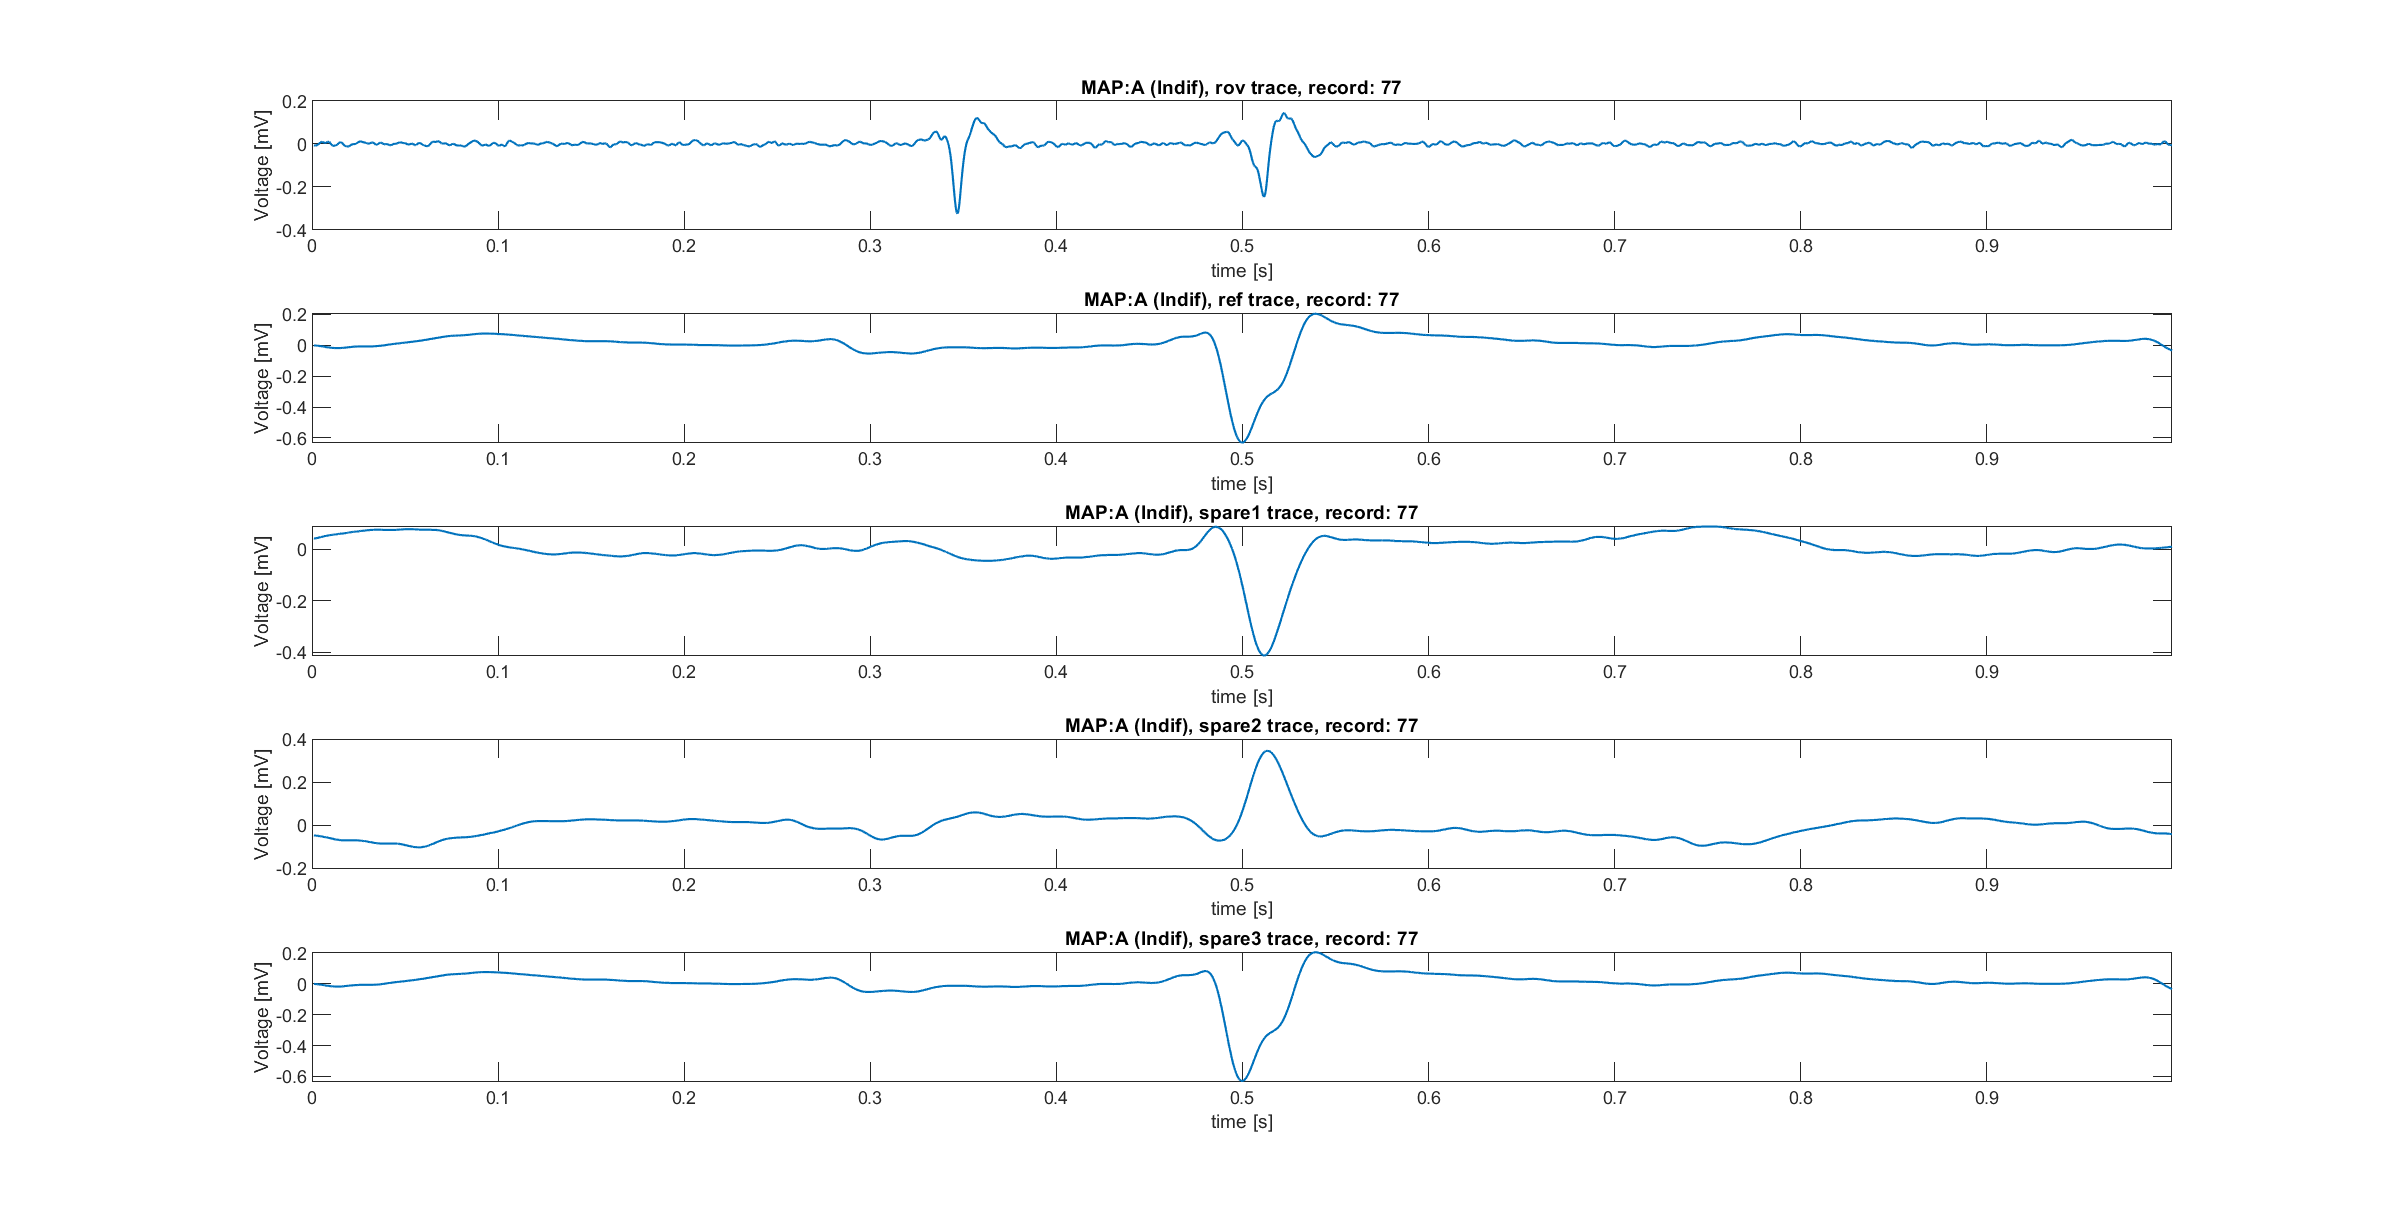 MAP:A (Indif), rov trace, record: 77
Voltage [mV]
0.2
0
-0.2
-0.4
0 0.1 0.2 0.3 0.4 0.5 0.6 0.7 0.8 0.9
time [s]
MAP:A (Indif), ref trace, record: 77
Voltage [mV]
0.2
0
-0.2
-0.4
-0.6
0 0.1 0.2 0.3 0.4 0.5 0.6 0.7 0.8 0.9
time [s]
MAP:A (Indif), spare1 trace, record: 77
Voltage [mV]
0
-0.2
-0.4
0 0.1 0.2 0.3 0.4 0.5 0.6 0.7 0.8 0.9
time [s]
MAP:A (Indif), spare2 trace, record: 77
Voltage [mV]
0.4
0.2
0
-0.2
0 0.1 0.2 0.3 0.4 0.5 0.6 0.7 0.8 0.9
time [s]
MAP:A (Indif), spare3 trace, record: 77
Voltage [mV]
0.2
0
-0.2
-0.4
-0.6
0 0.1 0.2 0.3 0.4 0.5 0.6 0.7 0.8 0.9
time [s]